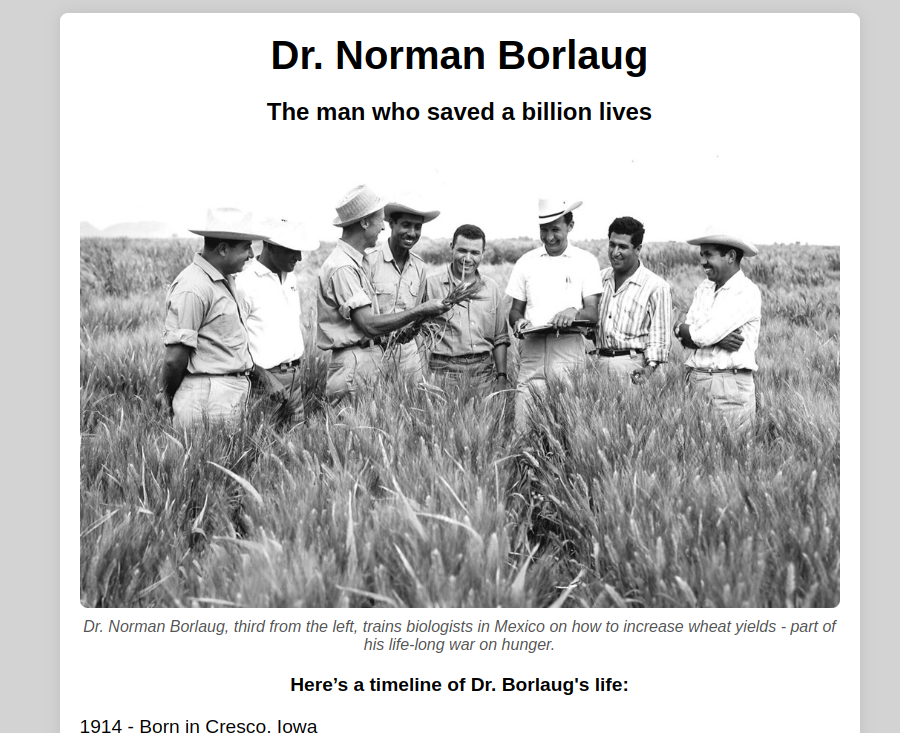 Dr. Norman Borlaug
The man who saved a billion lives
Dr. Norman Borlaug, third from the left, trains biologists in Mexico on how to increase wheat yields - part of
his life-long war on hunger.
Here’s a timeline of Dr. Borlaug's life:
1914 - Born in Cresco, Iowa